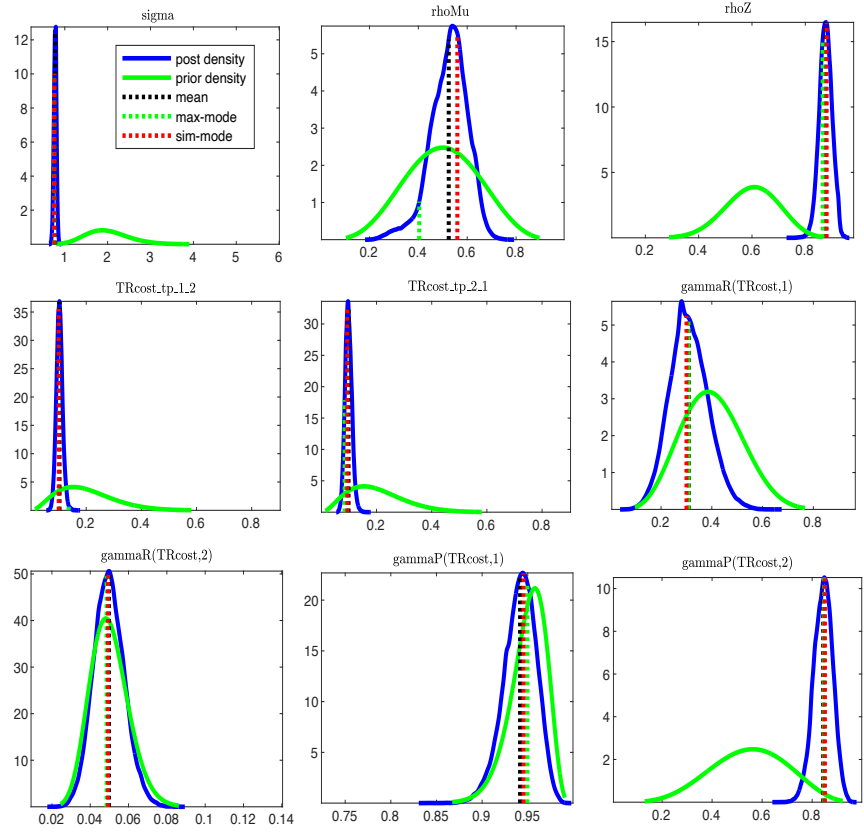 sigma
12
10
8
6
4
2
1 2 3 4 5 6
post density
prior density
mean
max-mode
sim-mode
rhoMu
5
4
3
2
1
0.2 0.4 0.6 0.8
rhoZ
15
10
5
0.2 0.4 0.6 0.8
TRcost_tp_1_2
35
30
25
20
15
10
5
0.2 0.4 0.6 0.8
TRcost_tp_2_1
30
25
20
15
10
5
0.2 0.4 0.6 0.8
gammaR(TRcost,1)
5
4
3
2
1
0.2 0.4 0.6 0.8
gammaR(TRcost,2)
50
40
30
20
10
0.02 0.04 0.06 0.08 0.1 0.12 0.14
gammaP(TRcost,1)
20
15
10
5
0.75 0.8 0.85 0.9 0.95
gammaP(TRcost,2)
10
8
6
4
2
0.2 0.4 0.6 0.8